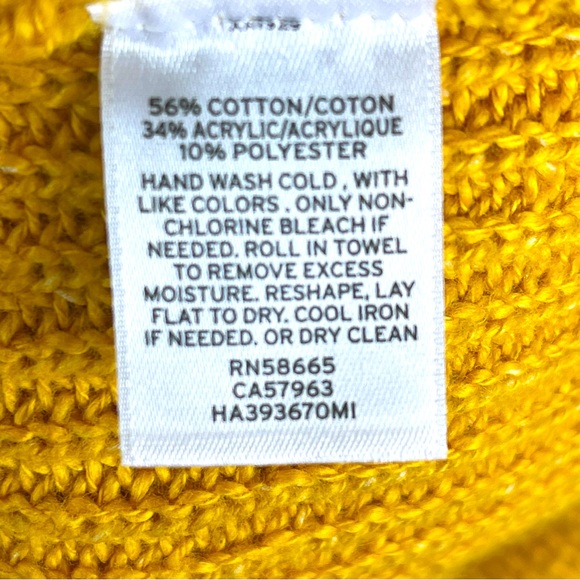 56% COTTON/COTON
34% ACRYLIC/ACRYLIQUE
10% POLYESTER
HAND WASH COLD, WITH
LIKE COLORS. ONLY NON-
CHLORINE BLEACH IF
NEEDED. ROLL IN TOWEL
TO REMOVE EXCESS
MOISTURE. RESHAPE, LAY
FLAT TO DRY. COOL IRON
IF NEEDED. OR DRY CLEAN
RN58665
CA57963
HA393670MI